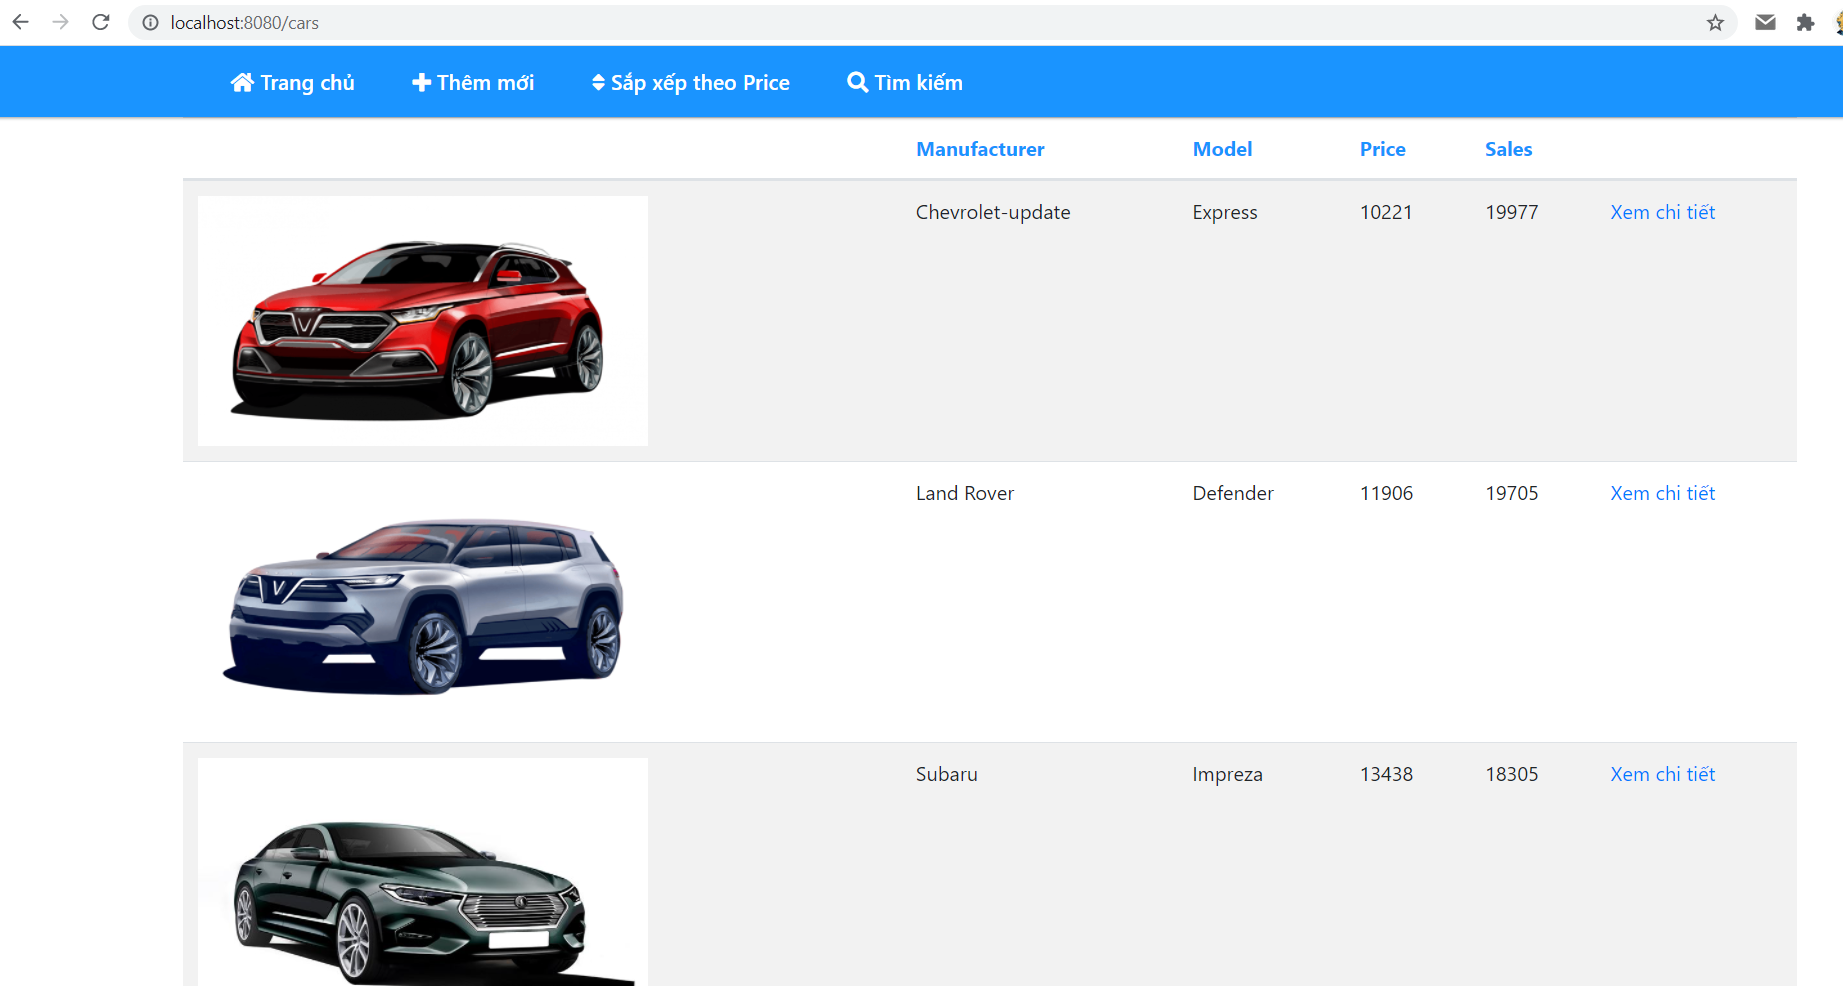 localhost:8080/cars
Trang chủ Thêm mới Sắp xếp theo Price Tìm kiếm
Manufacturer Model Price Sales
Chevrolet-update Express 10221 19977 Xem chi tiết
Land Rover Defender 11906 19705 Xem chi tiết
Subaru Impreza 13438 18305 Xem chi tiết